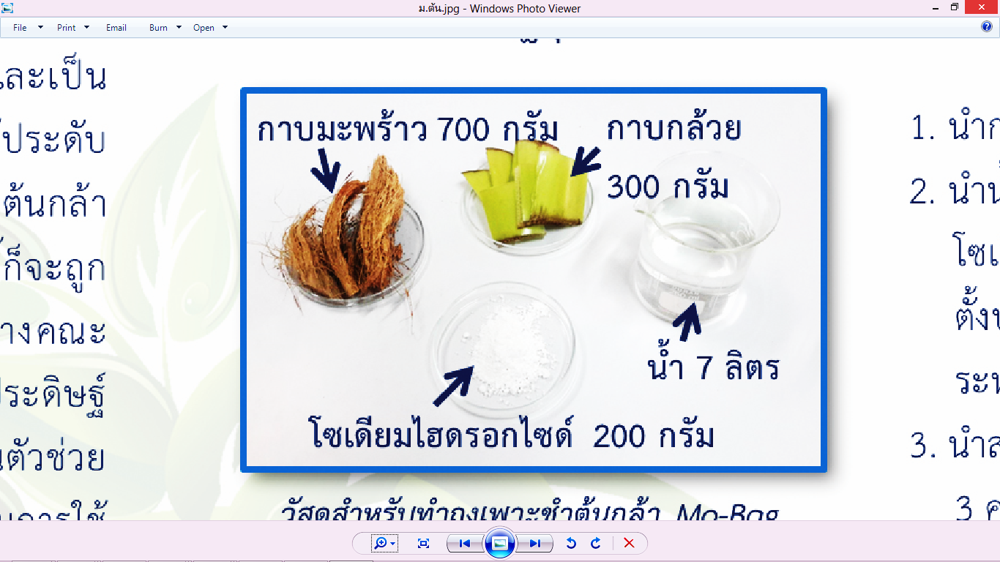 ม.ต้น.jpg - Windows Photo Viewer
File Print Email Burn Open
และเป็น
ประดับ
ต้นกล้า
ก็จะถูก
างคณะ
ประดิษฐ์
นตัวช่วย
นการใช้
กาบมะพร้าว 700 กรัม
กาบกล้วย
300 กรัม
น้ำ 7 ลิตร
โซเดียมไฮดรอกไซด์ 200 กรัม
วัสดุสำหรับทำถุงเพาะชำต้นกล้า Mo-Bag
1. นำก
2. นำน
โซเ
ตั้งท
ระห
3. นำส
3 ค